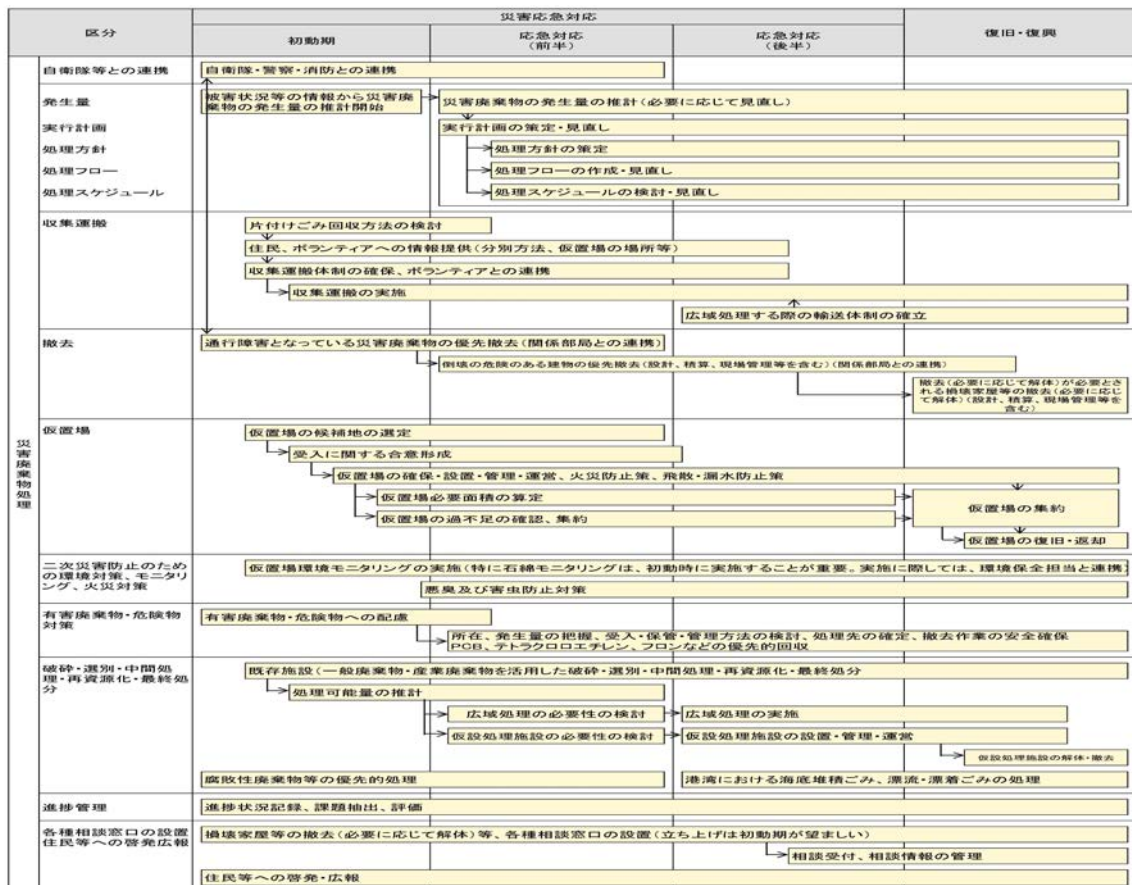 区分
災害応急対応
初動期
応急対応
(前半)
応急対応
(後半)
復旧・復興
災害廃棄物処理
自衛隊等との連携
自衛隊・警察・消防との連携
発生量
被害状況等の情報から災害廃
棄物の発生量の推計開始
災害廃棄物の発生量の推計(必要に応じて見直し)
実行計画
実行計画の策定・見直し
処理方針
処理方針の策定
処理フロー
処理フローの作成・見直し
処理スケジュール
処理スケジュールの検討・見直し
収集運搬
片付けごみ回収方法の検討
住民、ボランティアへの情報提供(分別方法、仮置場の場所等)
収集運搬体制の確保、ボランティアとの連携
収集運搬の実施
広域処理する際の輸送体制の確立
撤去
通行障害となっている災害廃棄物の優先撤去(関係部局との連携)
倒壊の危険のある建物の優先撤去(設計、積算、現場管理等を含む)(関係部局との連携)
撤去(必要に応じて解体)が必要とさ
れる損壊家屋等の撤去(必要に応じ
て解体)(設計、積算、現場管理等を
含む)
仮置場
仮置場の候補地の選定
受入に関する合意形成
仮置場の確保・設置・管理・運営、火災防止策、飛散・漏水防止策
仮置場必要面積の算定
仮置場の過不足の確認、集約
仮置場の集約
仮置場の復旧・返却
二次災害防止のため
の環境対策、モニタリ
ング、火災対策
仮置場環境モニタリングの実施(特に石綿モニタリングは、初動時に実施することが重要。実施に際しては、環境保全担当と連携)
悪臭及び害虫防止対策
有害廃棄物・危険物
対策
有害廃棄物・危険物への配慮
所在、発生量の把握、受入・保管・管理方法の検討、処理先の確定、撤去作業の安全確保
PCB、テトラクロロエチレン、フロンなどの優先的回収
破砕・選別・中間処
理・再資源化・最終処
分
既存施設(一般廃棄物・産業廃棄物を活用した破砕・選別・中間処理・再資源化・最終処分
処理可能量の推計
広域処理の必要性の検討
広域処理の実施
仮設処理施設の必要性の検討
仮設処理施設の設置・管理・運営
仮設処理施設の解体・撤去
腐敗性廃棄物等の優先的処理
港湾における海底堆積ごみ、漂流・漂着ごみの処理
進捗管理
進捗状況記録、課題抽出、評価
各種相談窓口の設置
住民等への啓発広報
損壊家屋等の撤去(必要に応じて解体)等、各種相談窓口の設置(立ち上げは初動期が望ましい)
相談受付、相談情報の管理
住民等への啓発・広報